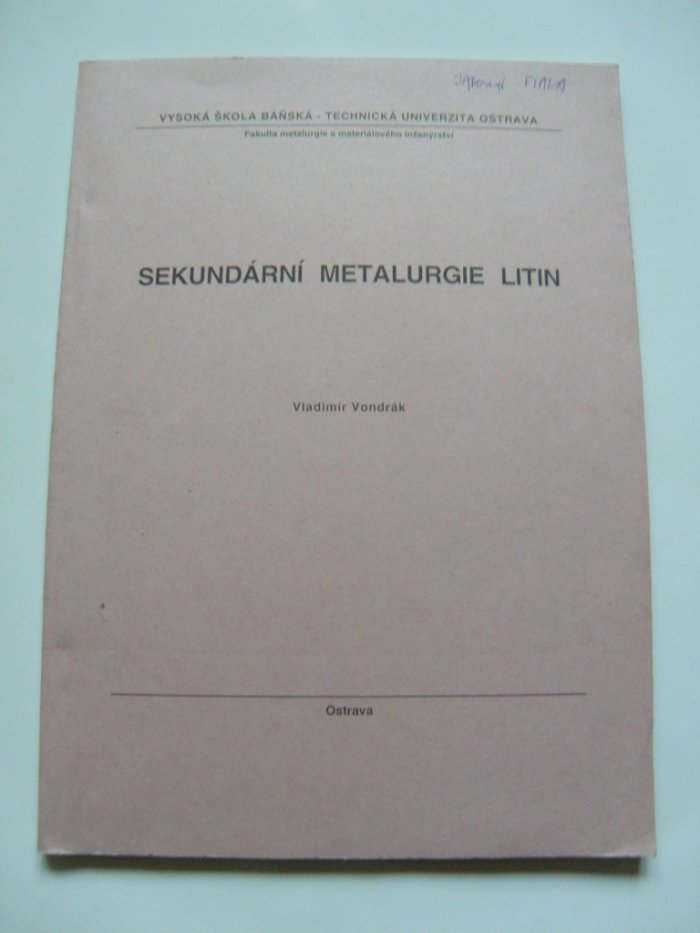 VYSOKÁ ŠKOLA BÁŇSKÁ - TECHNICKÁ UNIVERZITA OSTRAVA
Fakulta metalurgie a materiálového inženýrství
SEKUNDÁRNÍ METALURGIE LITIN
Vladimír Vondrák
Ostrava